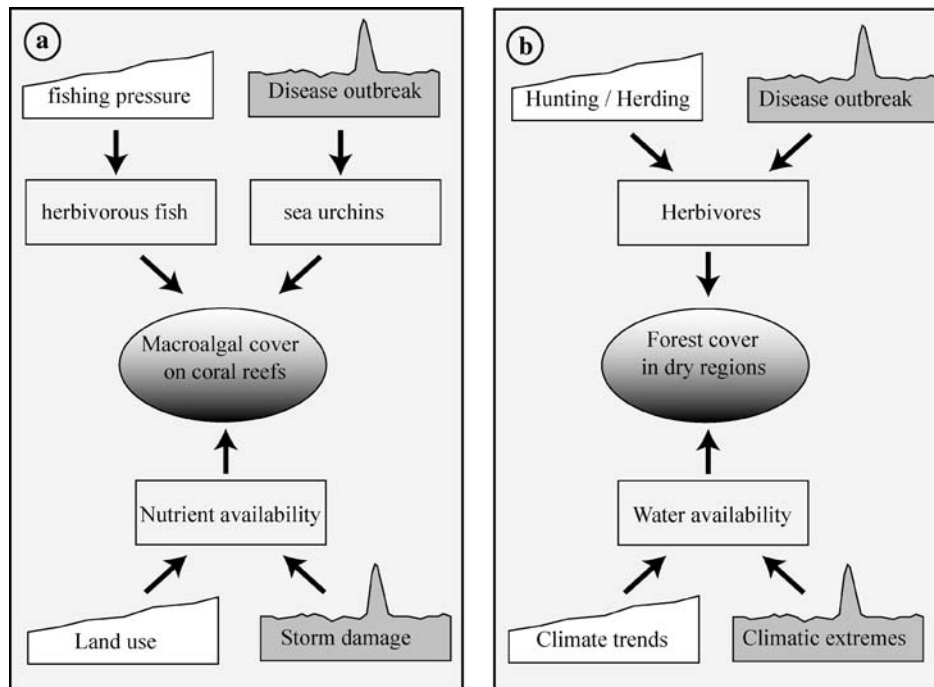 a
fishing pressure
Disease outbreak
herbivorous fish
sea urchins
Macroalgal cover
on coral reefs
Nutrient availability
Land use
Storm damage
b
Hunting / Herding
Disease outbreak
Herbivores
Forest cover
in dry regions
Water availability
Climate trends
Climatic extremes